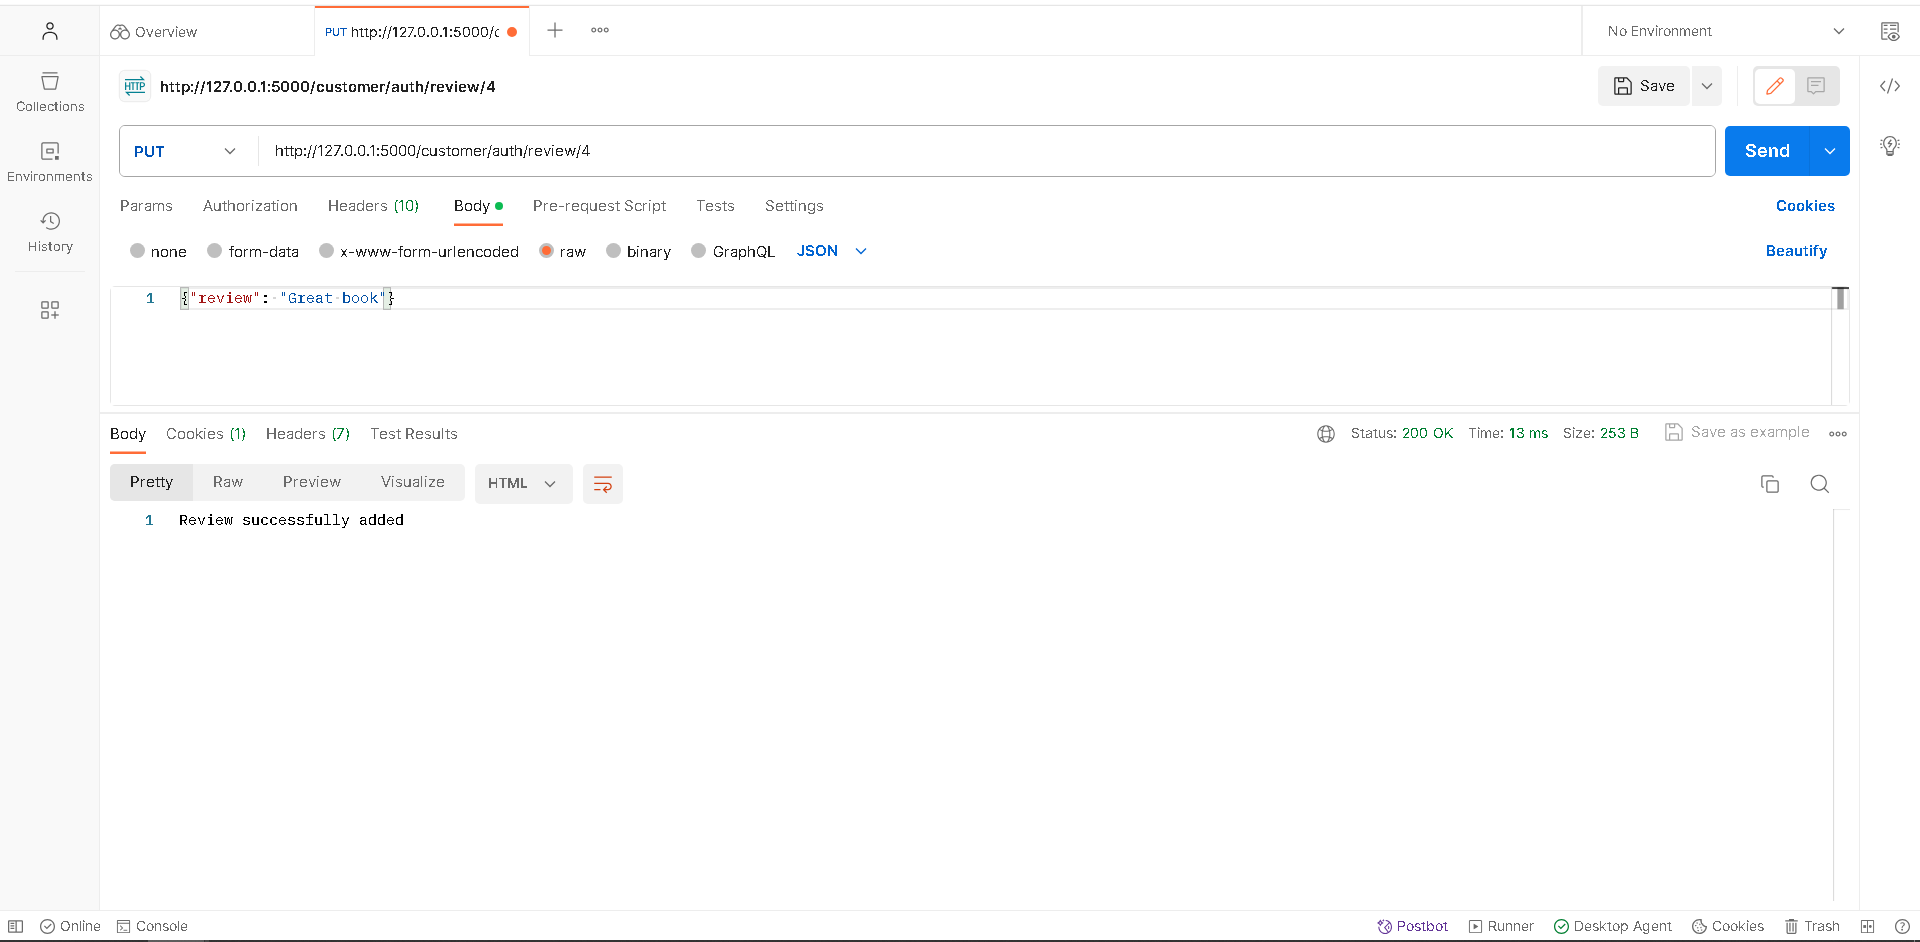 Overview
PUT http://127.0.0.1:5000/c
No Environment
Collections
Environments
History
HTTP http://127.0.0.1:5000/customer/auth/review/4
Save
PUT http://127.0.0.1:5000/customer/auth/review/4
Send
Params Authorization Headers (10) Body Pre-request Script Tests Settings
Cookies
none form-data x-www-form-urlencoded raw binary GraphQL JSON
Beautify
1 {"review": "Great book"}
Body Cookies (1) Headers (7) Test Results
Status: 200 OK Time: 13 ms Size: 253 B Save as example
Pretty Raw Preview Visualize HTML
1 Review successfully added
Online Console
Postbot Runner Desktop Agent Cookies Trash